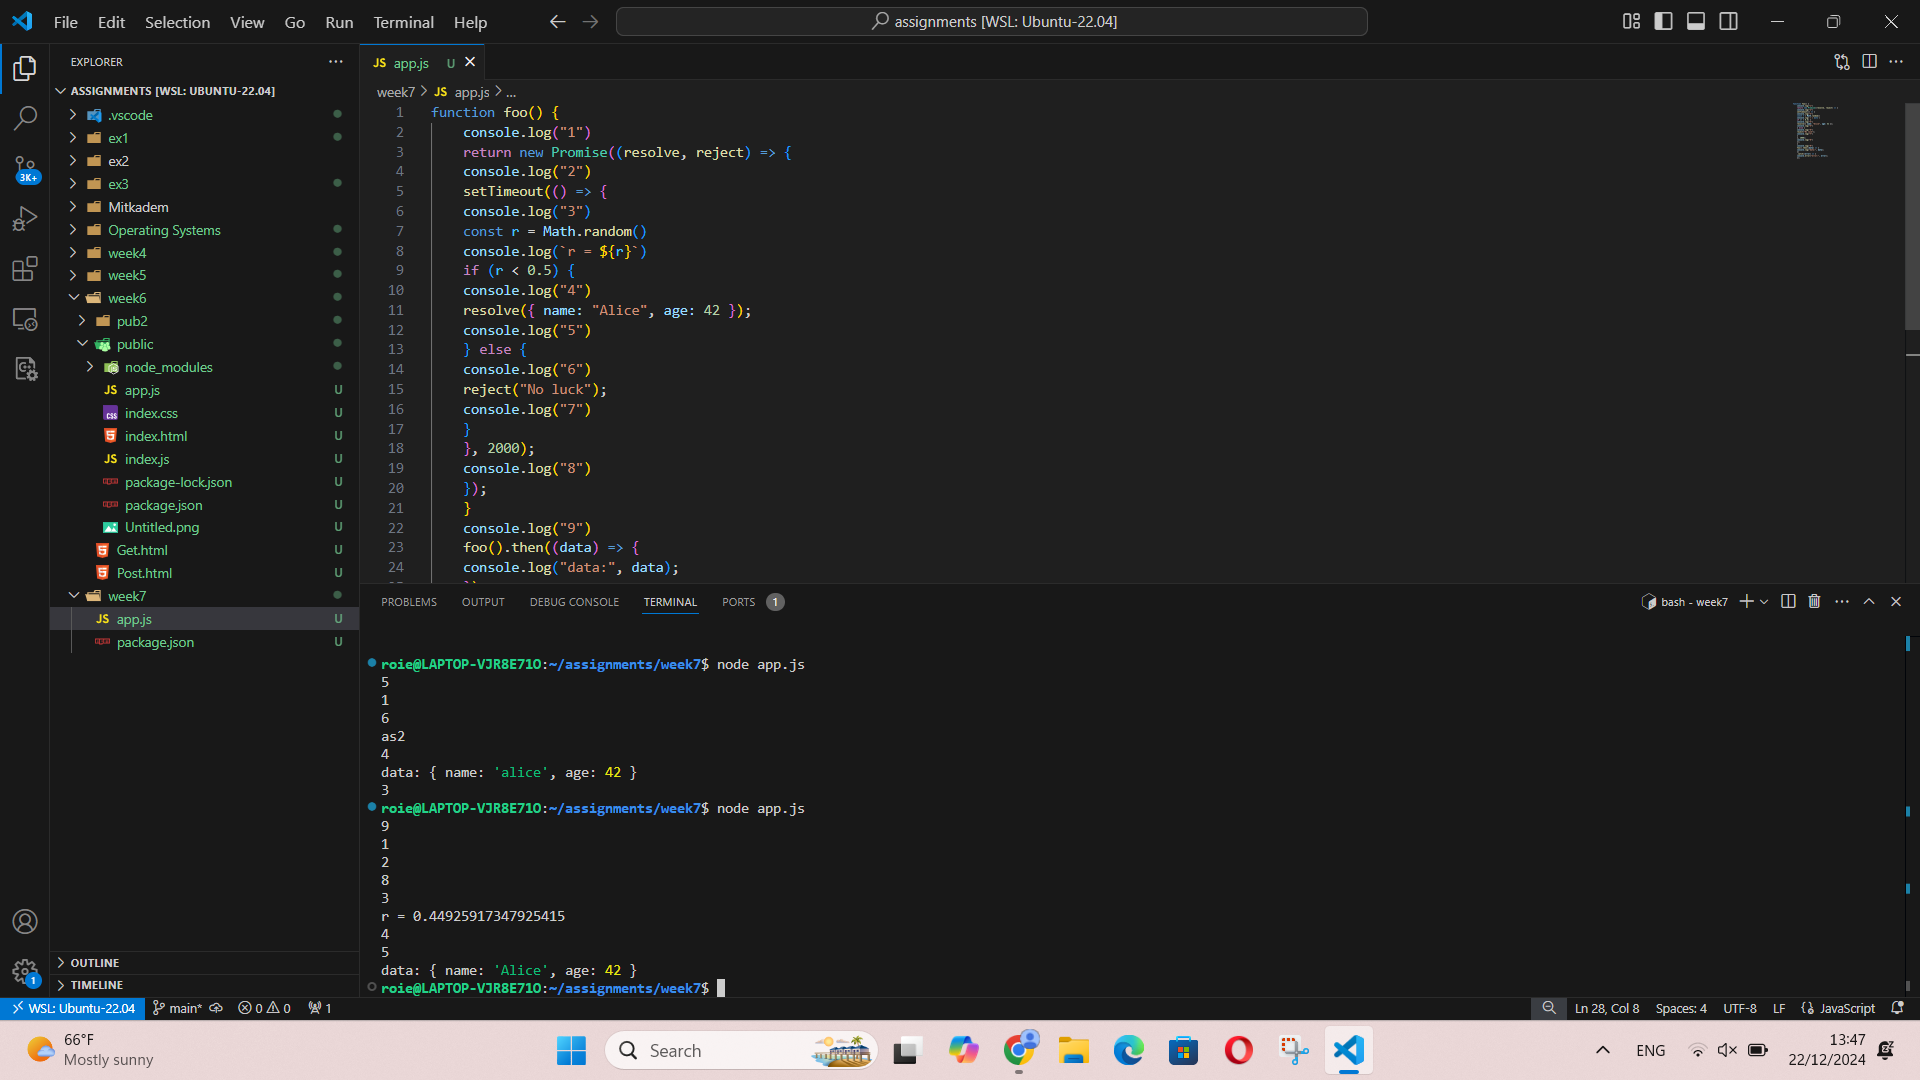 File Edit Selection View Go Run Terminal Help
assignments [WSL: Ubuntu-22.04]
EXPLORER
ASSIGNMENTS [WSL: UBUNTU-22.04]
.vscode
ex1
ex2
ex3
Mitkadem
Operating Systems
week4
week5
week6
pub2
public
node_modules
JS app.js U
css index.css U
index.html U
JS index.js U
package-lock.json U
package.json U
Untitled.png U
Get.html U
Post.html U
week7
JS app.js U
package.json U
OUTLINE
TIMELINE
3K+
1
JS app.js U
week7 > JS app.js > ...
1 function foo() {
2 console.log("1")
3 return new Promise((resolve, reject) => {
4 console.log("2")
5 setTimeout(() => {
6 console.log("3")
7 const r = Math.random()
8 console.log(`r = ${r}`)
9 if (r < 0.5) {
10 console.log("4")
11 resolve({ name: "Alice", age: 42 });
12 console.log("5")
13 } else {
14 console.log("6")
15 reject("No luck");
16 console.log("7")
17 }
18 }, 2000);
19 console.log("8")
20 });
21 }
22 console.log("9")
23 foo().then((data) => {
24 console.log("data:", data);
PROBLEMS OUTPUT DEBUG CONSOLE TERMINAL PORTS 1
bash - week7
roie@LAPTOP-VJR8E71O:~/assignments/week7$ node app.js
5
1
6
as2
4
data: { name: 'alice', age: 42 }
3
roie@LAPTOP-VJR8E71O:~/assignments/week7$ node app.js
9
1
2
8
3
r = 0.44925917347925415
4
5
data: { name: 'Alice', age: 42 }
roie@LAPTOP-VJR8E71O:~/assignments/week7$
WSL: Ubuntu-22.04 main* 0 0 1
Ln 28, Col 8 Spaces: 4 UTF-8 LF {} JavaScript
66°F
Mostly sunny
Search
ENG
13:47
22/12/2024